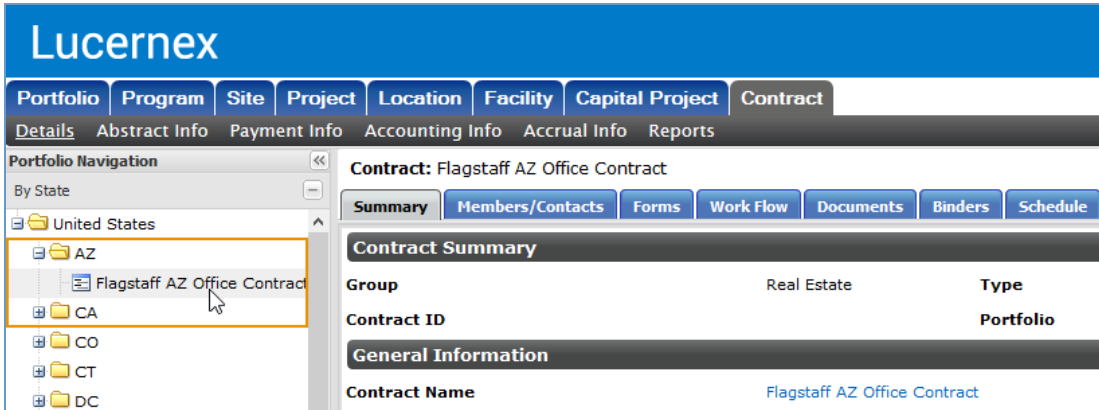 Lucernex
Portfolio Program Site Project Location Facility Capital Project Contract
Details Abstract Info Payment Info Accounting Info Accrual Info Reports
Portfolio Navigation
By State
United States
AZ
Flagstaff AZ Office Contract
CA
CO
CT
DC
Contract: Flagstaff AZ Office Contract
Summary Members/Contacts Forms Work Flow Documents Binders Schedule
Contract Summary
Group Real Estate Type
Contract ID Portfolio
General Information
Contract Name Flagstaff AZ Office Contract